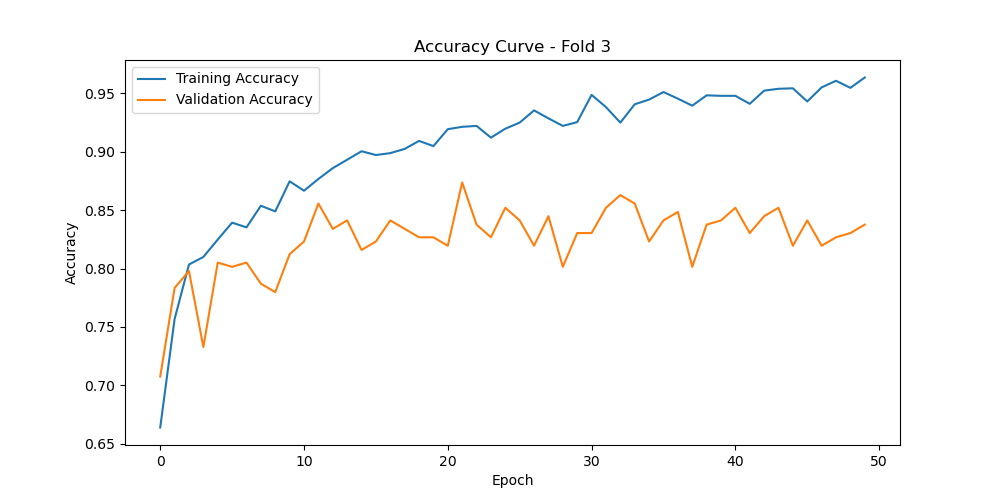 Accuracy Curve - Fold 3
Training Accuracy
Validation Accuracy
Accuracy
0.95
0.90
0.85
0.80
0.75
0.70
0.65
0 10 20 30 40 50
Epoch